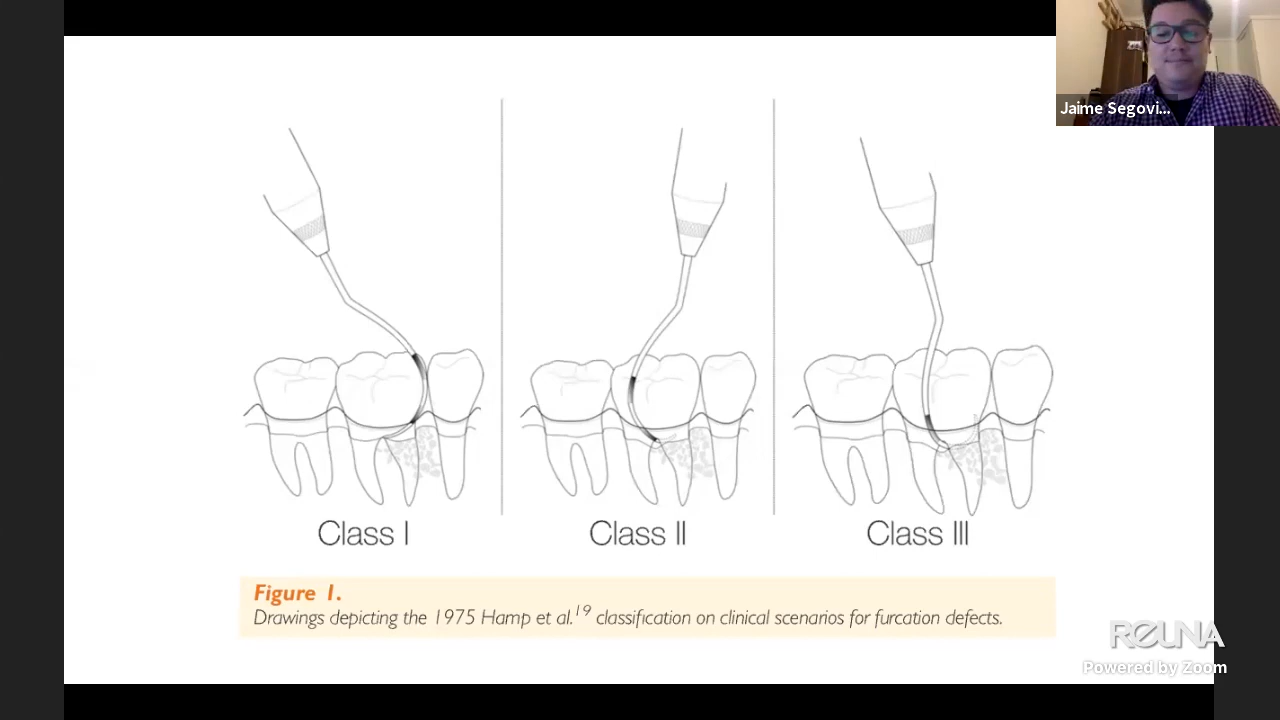 Jaime Segovi...
Class I
Class II
Class III
Figure 1.
Drawings depicting the 1975 Hamp et al.19 classification on clinical scenarios for furcation defects.
REUNA
Powered by Zoom